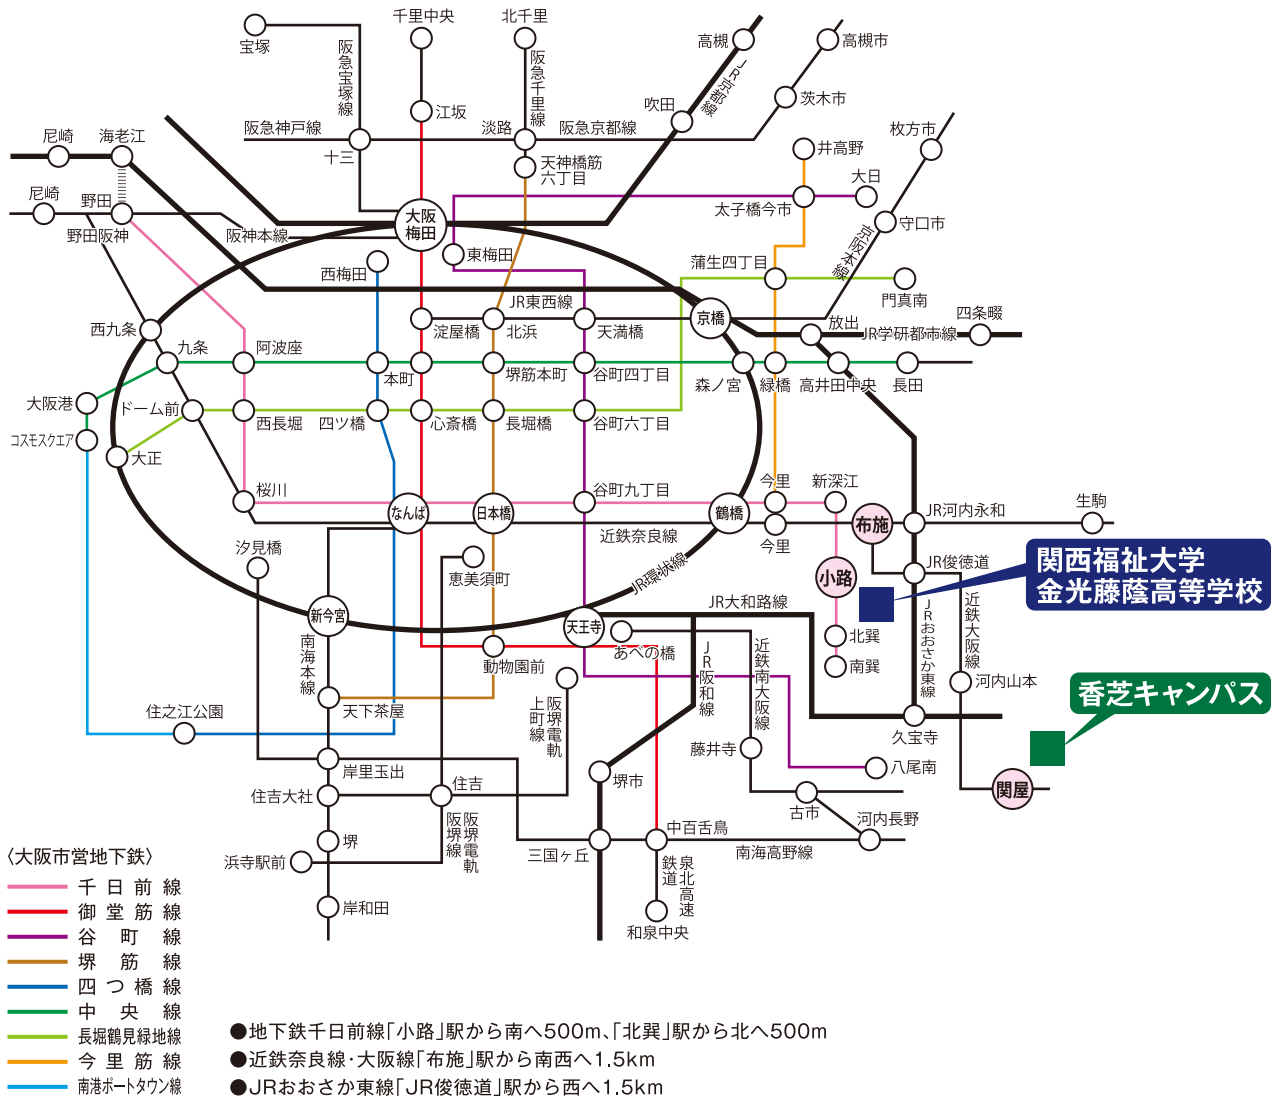 宝塚
千里中央
北千里
高槻
高槻市
阪急宝塚線
阪急千里線
JR京都線
江坂
吹田
茨木市
阪急神戸線
淡路
阪急京都線
十三
天神橋筋
六丁目
井高野
枚方市
尼崎
海老江
大日
尼崎
野田
野田阪神
阪神本線
大阪
梅田
太子橋今市
守口市
京阪本線
東梅田
西梅田
蒲生四丁目
門真南
JR東西線
四条畷
西九条
淀屋橋
北浜
天満橋
京橋
放出
JR学研都市線
九条
阿波座
本町
堺筋本町
谷町四丁目
森ノ宮
緑橋
高井田中央
長田
大阪港
ドーム前
西長堀
四ツ橋
心斎橋
長堀橋
谷町六丁目
コスモスクエア
大正
桜川
なんば
日本橋
谷町九丁目
鶴橋
今里
新深江
今里
布施
JR河内永和
生駒
近鉄奈良線
汐見橋
恵美須町
JR環状線
小路
JR俊徳道
関西福祉大学
金光藤蔭高等学校
新今宮
天王寺
JR大和路線
北巽
南巽
JRおおさか東線
近鉄大阪線
河内山本
南海本線
動物園前
あべの橋
JR阪和線
近鉄南大阪線
香芝キャンパス
住之江公園
天下茶屋
阪堺電軌
上町線
藤井寺
久宝寺
八尾南
関屋
岸里玉出
住吉大社
住吉
堺市
古市
河内長野
阪堺電軌
阪堺線
堺
浜寺駅前
三国ヶ丘
中百舌鳥
南海高野線
泉北高速
鉄道
岸和田
和泉中央
〈大阪市営地下鉄〉
千日前線
御堂筋線
谷町線
堺筋線
四つ橋線
中央線
長堀鶴見緑地線
今里筋線
南港ポートタウン線
●地下鉄千日前線「小路」駅から南へ500m、「北巽」駅から北へ500m
●近鉄奈良線・大阪線「布施」駅から南西へ1.5km
●JRおおさか東線「JR俊徳道」駅から西へ1.5km